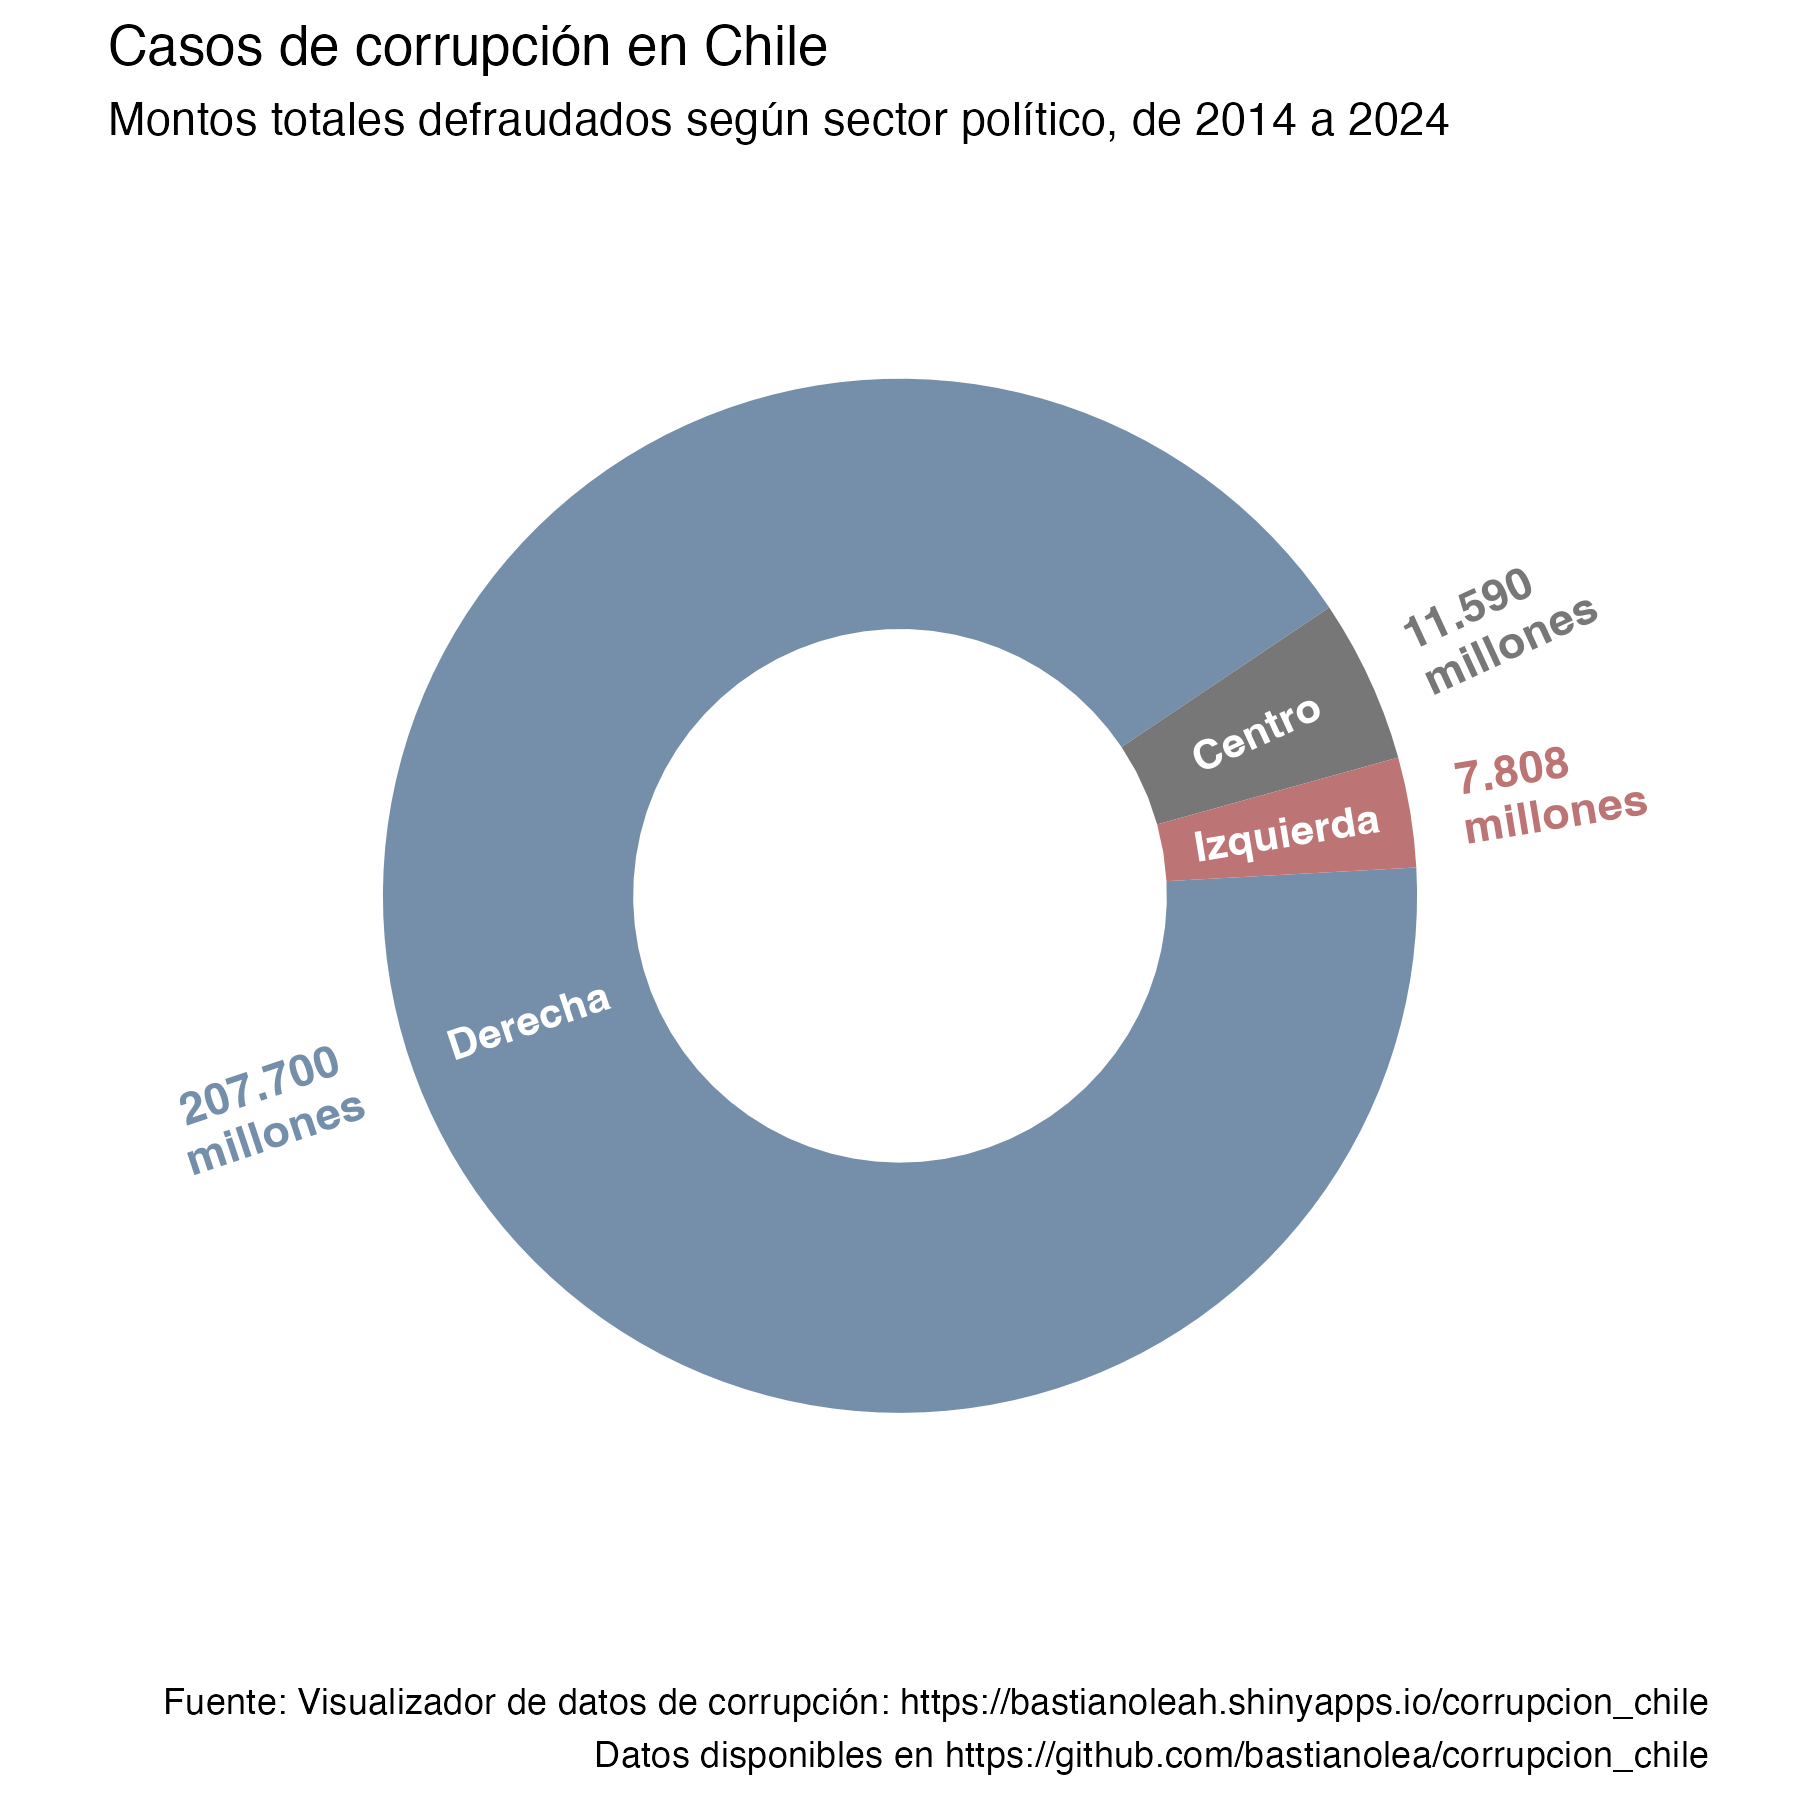 Casos de corrupción en Chile
Montos totales defraudados según sector político, de 2014 a 2024
11.590
millones
Centro
7.808
millones
Izquierda
Derecha
207.700
millones
Fuente: Visualizador de datos de corrupción: https://bastianoleah.shinyapps.io/corrupcion_chile
Datos disponibles en https://github.com/bastianolea/corrupcion_chile